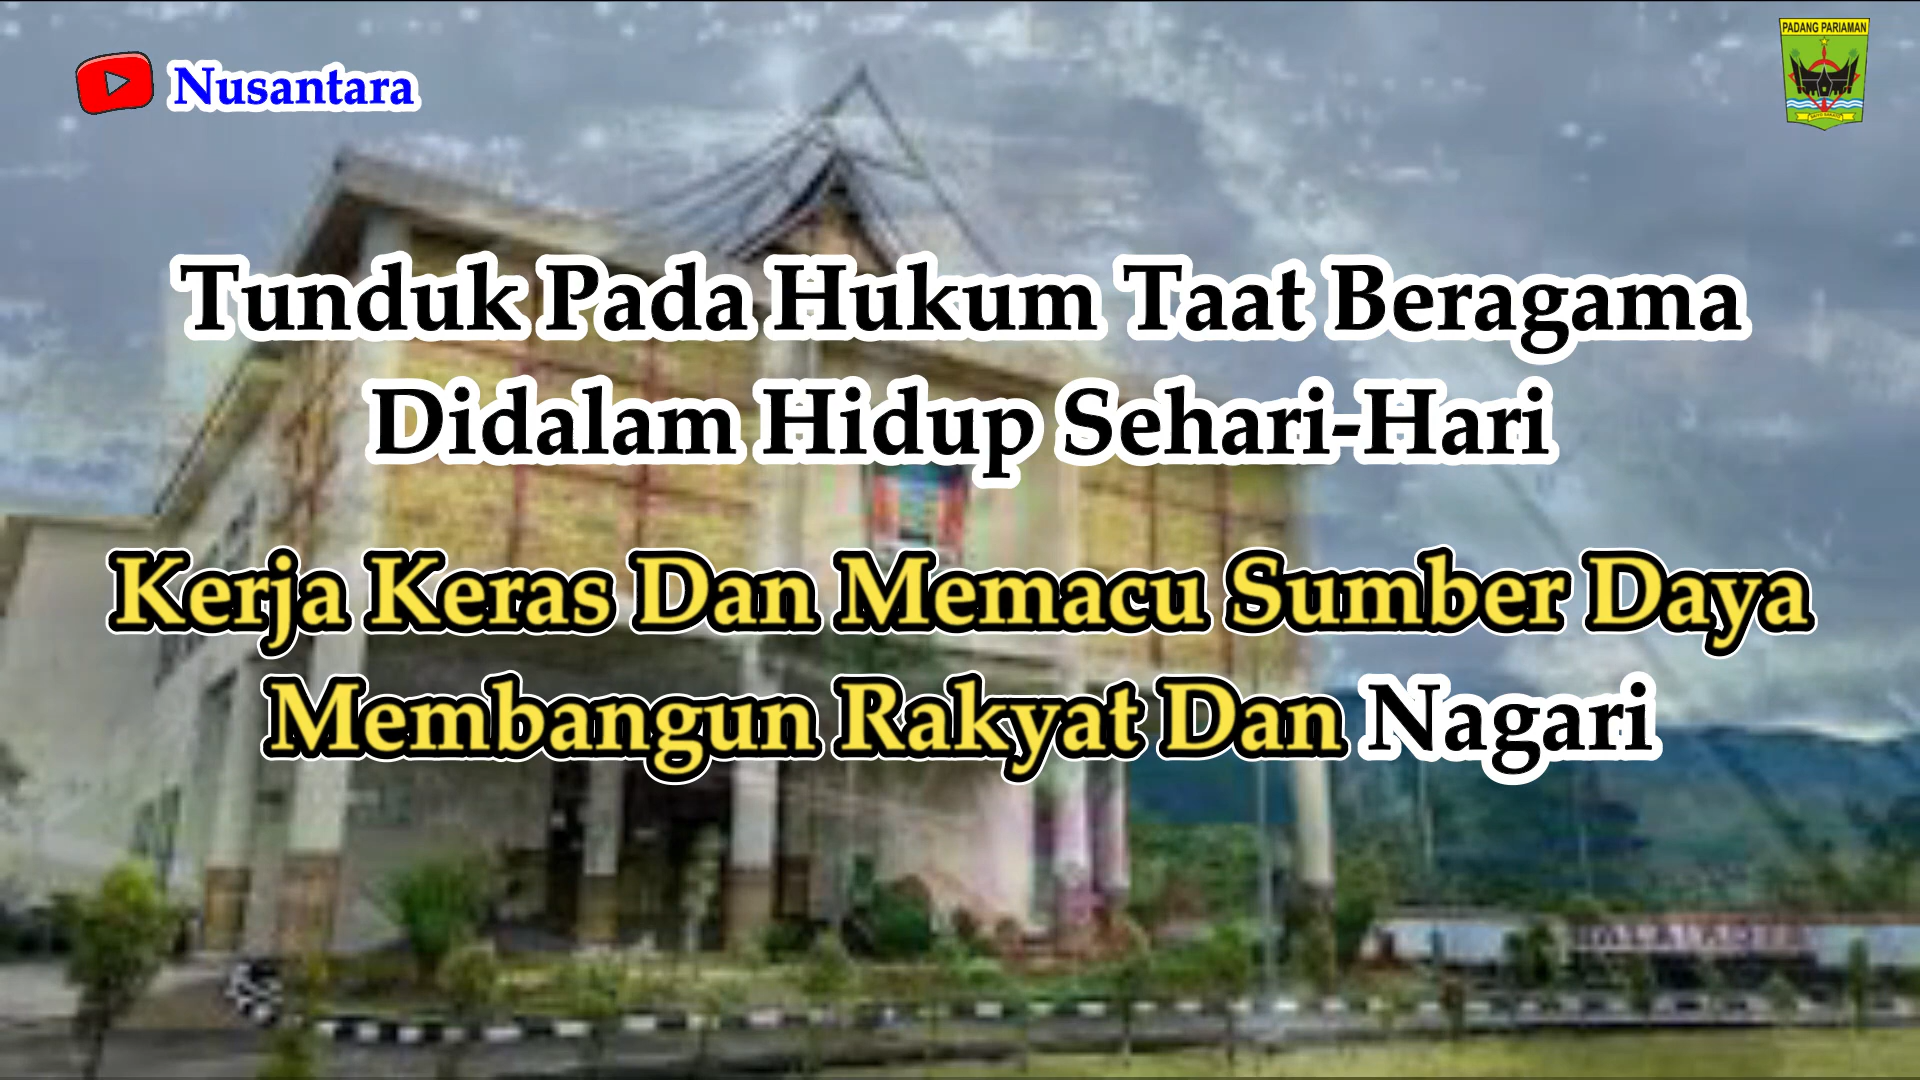 Nusantara
PADANG PARIAMAN
Tunduk Pada Hukum Taat Beragama
Didalam Hidup Sehari-Hari
Kerja Keras Dan Memacu Sumber Daya
Membangun Rakyat Dan Nagari